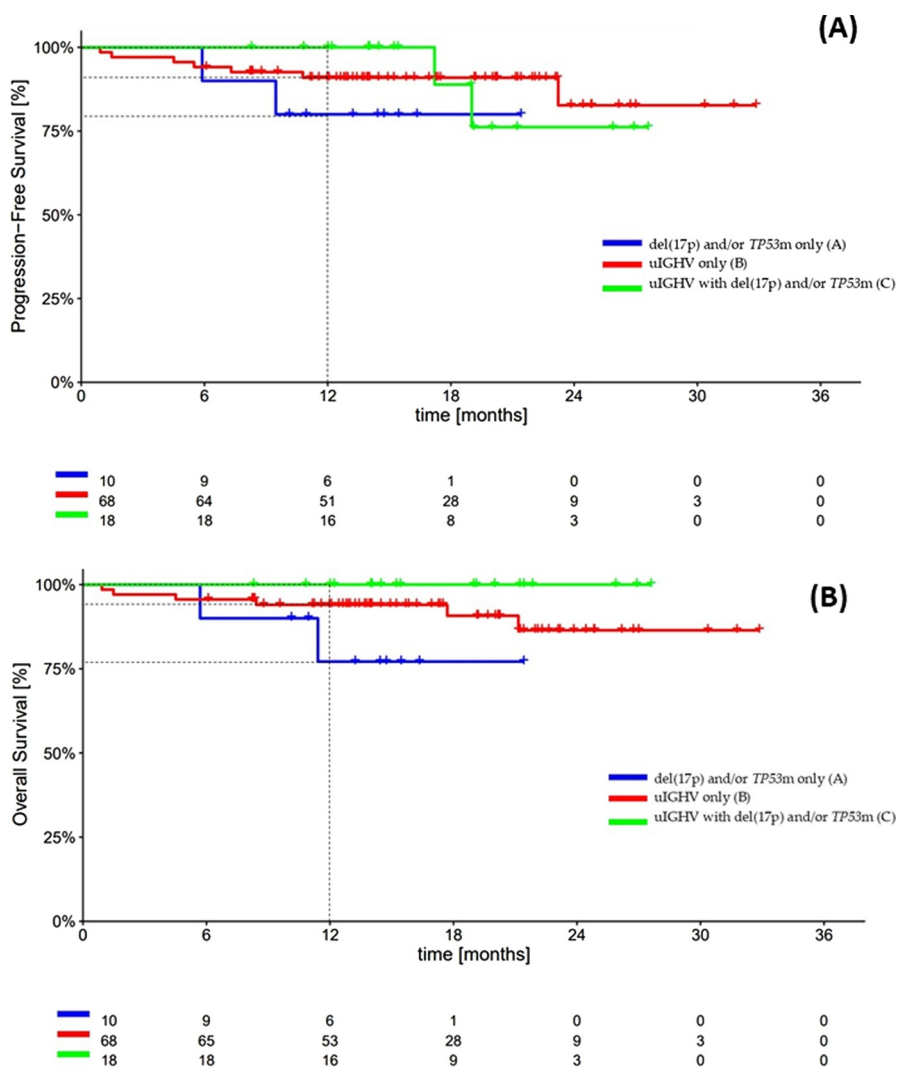 (A)
100%
75%
50%
25%
0%
Progression-Free Survival [%]
del(17p) and/or TP53m only (A)
uIGHV only (B)
uIGHV with del(17p) and/or TP53m (C)
0 6 12 18 24 30 36
time [months]
10 9 6 1 0 0 0
68 64 51 28 9 3 0
18 18 16 8 3 0 0
(B)
100%
75%
50%
25%
0%
Overall Survival [%]
del(17p) and/or TP53m only (A)
uIGHV only (B)
uIGHV with del(17p) and/or TP53m (C)
0 6 12 18 24 30 36
time [months]
10 9 6 1 0 0 0
68 65 53 28 9 3 0
18 18 16 9 3 0 0